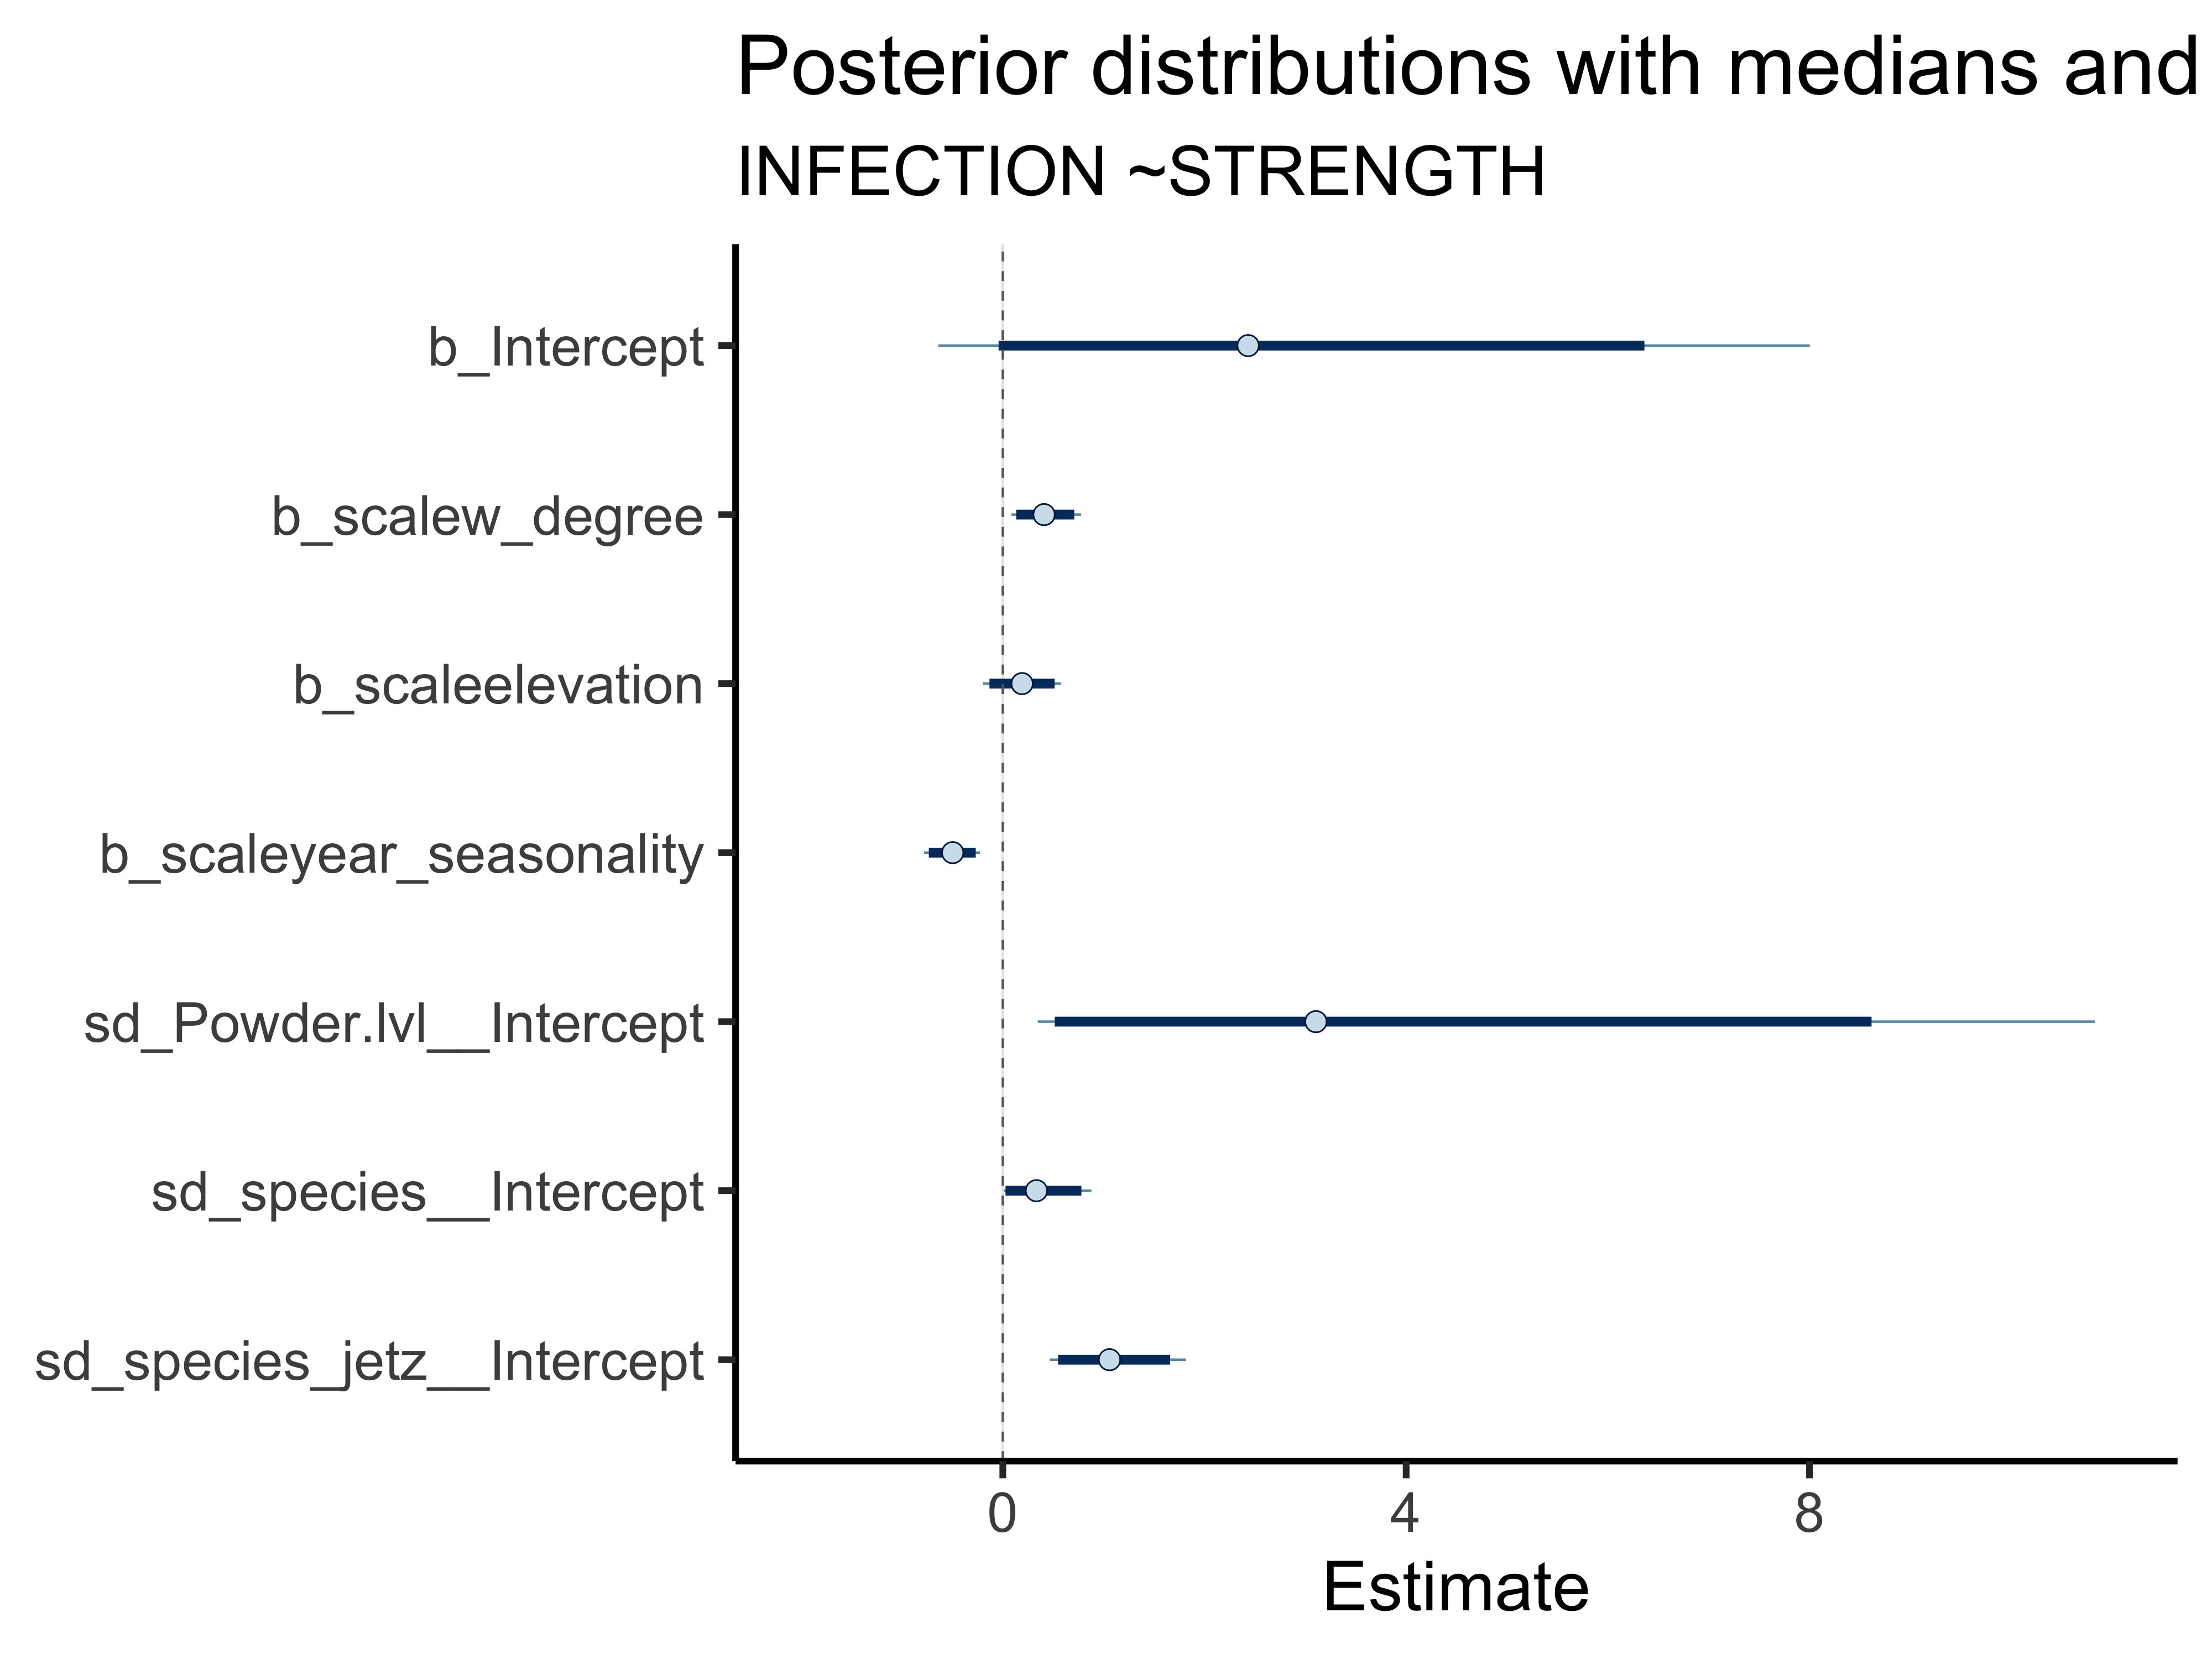 Posterior distributions with medians and
INFECTION ~STRENGTH
b_Intercept
b_scalew_degree
b_scaleelevation
b_scaleyear_seasonality
sd_Powder.lvl__Intercept
sd_species__Intercept
sd_species_jetz__Intercept
0 4 8
Estimate